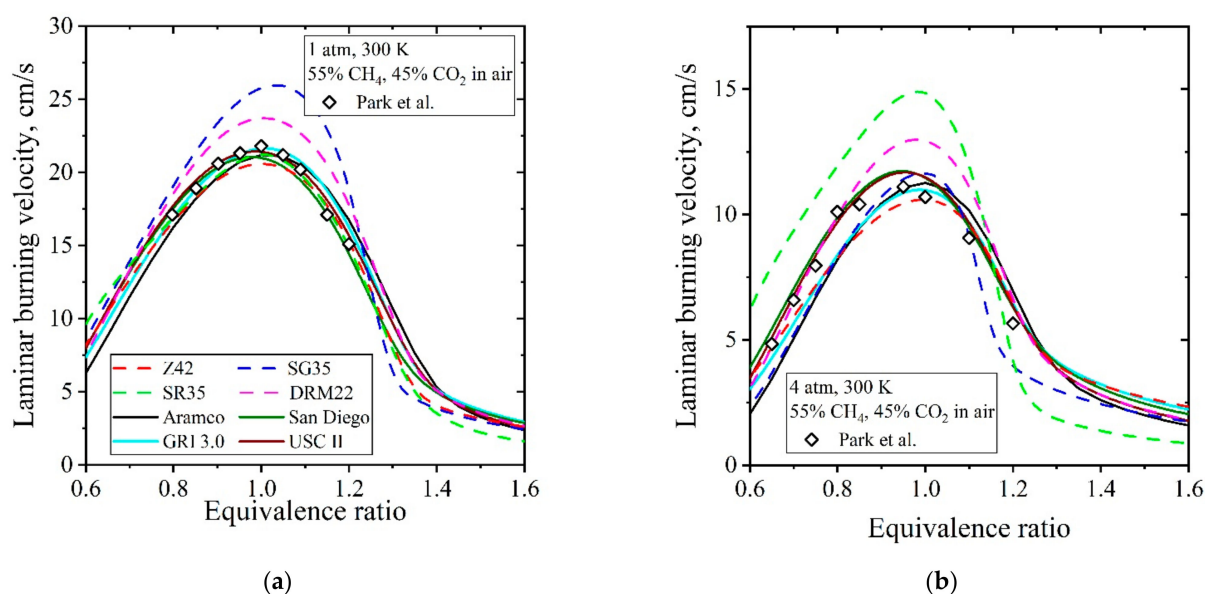 30
25
20
15
10
5
0
Laminar burning velocity, cm/s
1 atm, 300 K
55% CH₄, 45% CO₂ in air
Park et al.
Z42 SG35
SR35 DRM22
Aramco San Diego
GRI 3.0 USC II
0.6 0.8 1.0 1.2 1.4 1.6
Equivalence ratio
(a)
15
10
5
0
Laminar burning velocity, cm/s
4 atm, 300 K
55% CH₄, 45% CO₂ in air
Park et al.
0.6 0.8 1.0 1.2 1.4 1.6
Equivalence ratio
(b)